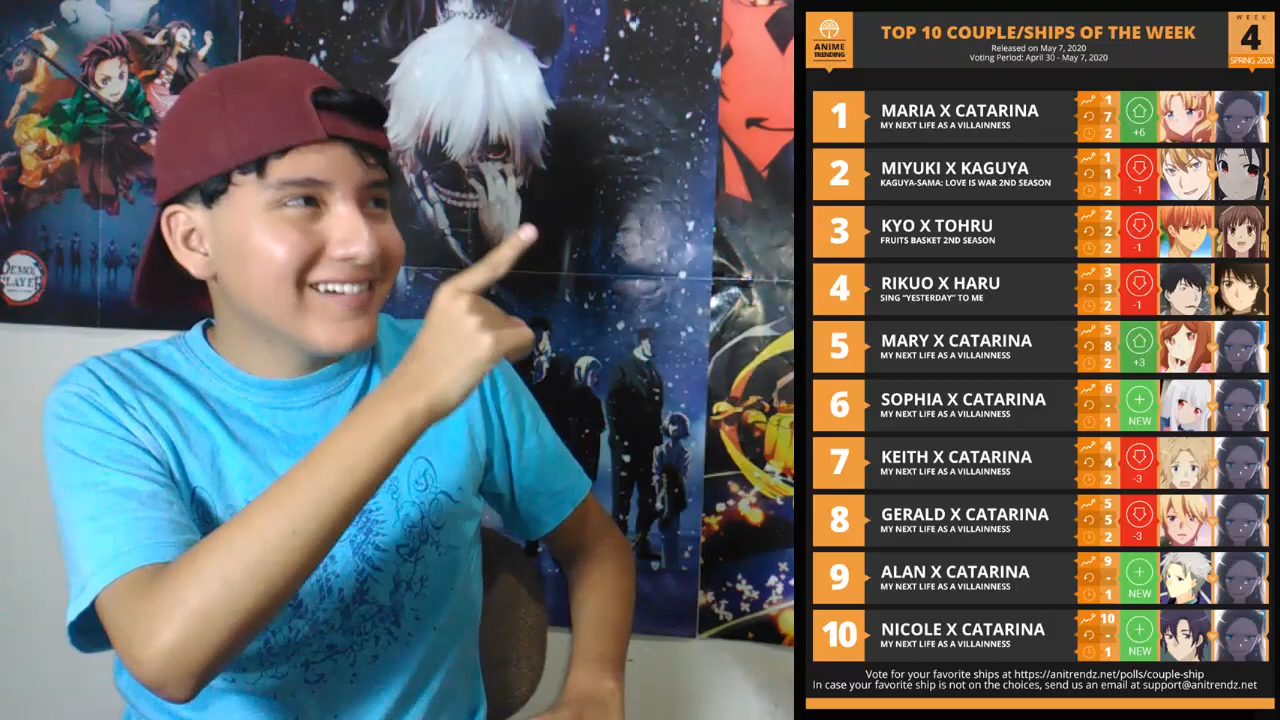 DEMON
SLAYER
ANIME
TRENDING
TOP 10 COUPLE/SHIPS OF THE WEEK
Released on May 7, 2020
Voting Period: April 30 - May 7, 2020
WEEK
4
SPRING 2020
1
MARIA X CATARINA
MY NEXT LIFE AS A VILLAINNESS
1
7
2
+6
2
MIYUKI X KAGUYA
KAGUYA-SAMA: LOVE IS WAR 2ND SEASON
1
1
2
-1
3
KYO X TOHRU
FRUITS BASKET 2ND SEASON
2
2
2
-1
4
RIKUO X HARU
SING "YESTERDAY" TO ME
3
3
2
-1
5
MARY X CATARINA
MY NEXT LIFE AS A VILLAINNESS
5
8
2
+3
6
SOPHIA X CATARINA
MY NEXT LIFE AS A VILLAINNESS
6
-
1
NEW
7
KEITH X CATARINA
MY NEXT LIFE AS A VILLAINNESS
4
4
2
-3
8
GERALD X CATARINA
MY NEXT LIFE AS A VILLAINNESS
5
5
2
-3
9
ALAN X CATARINA
MY NEXT LIFE AS A VILLAINNESS
9
-
1
NEW
10
NICOLE X CATARINA
MY NEXT LIFE AS A VILLAINNESS
10
-
1
NEW
Vote for your favorite ships at https://anitrendz.net/polls/couple-ship
In case your favorite ship is not on the choices, send us an email at support@anitrendz.net